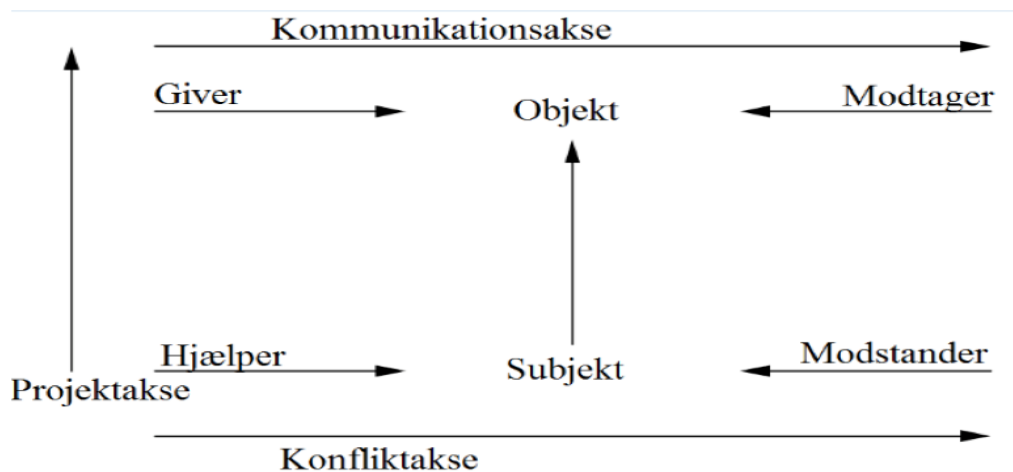 Kommunikationsakse
Giver
Objekt
Modtager
Hjælper
Subjekt
Modstander
Projektakse
Konfliktakse